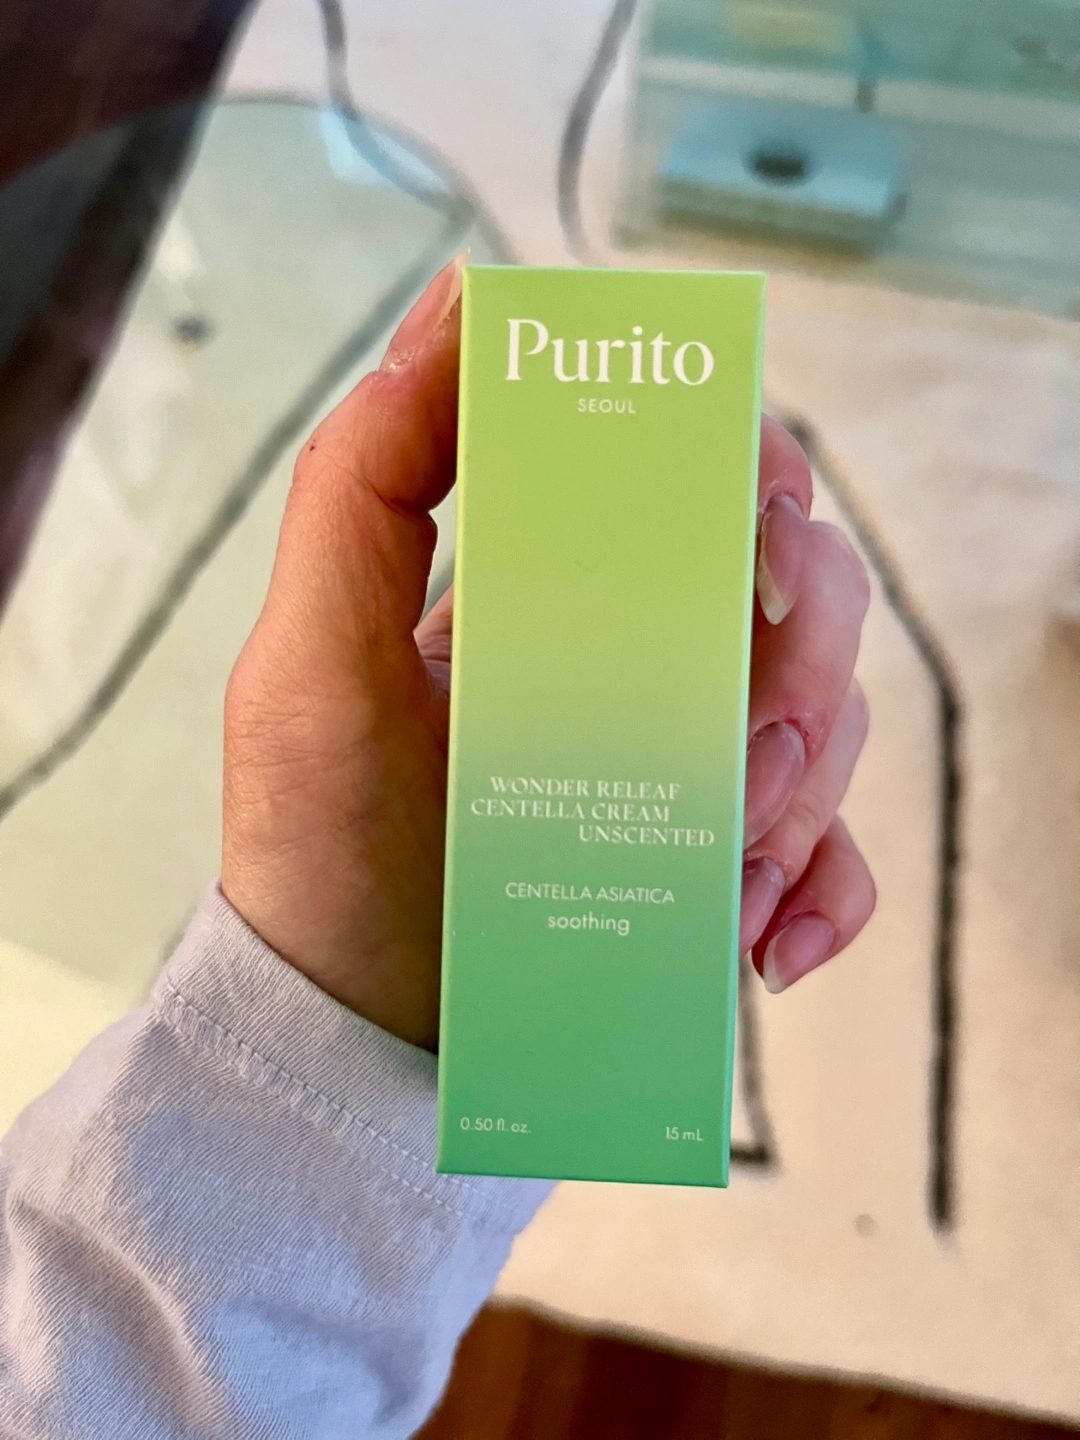 Purito
SEOUL
WONDER RELEAF
CENTELLA CREAM
UNSCENTED
CENTELLA ASIATICA
soothing
0.50 fl. oz.
15 mL